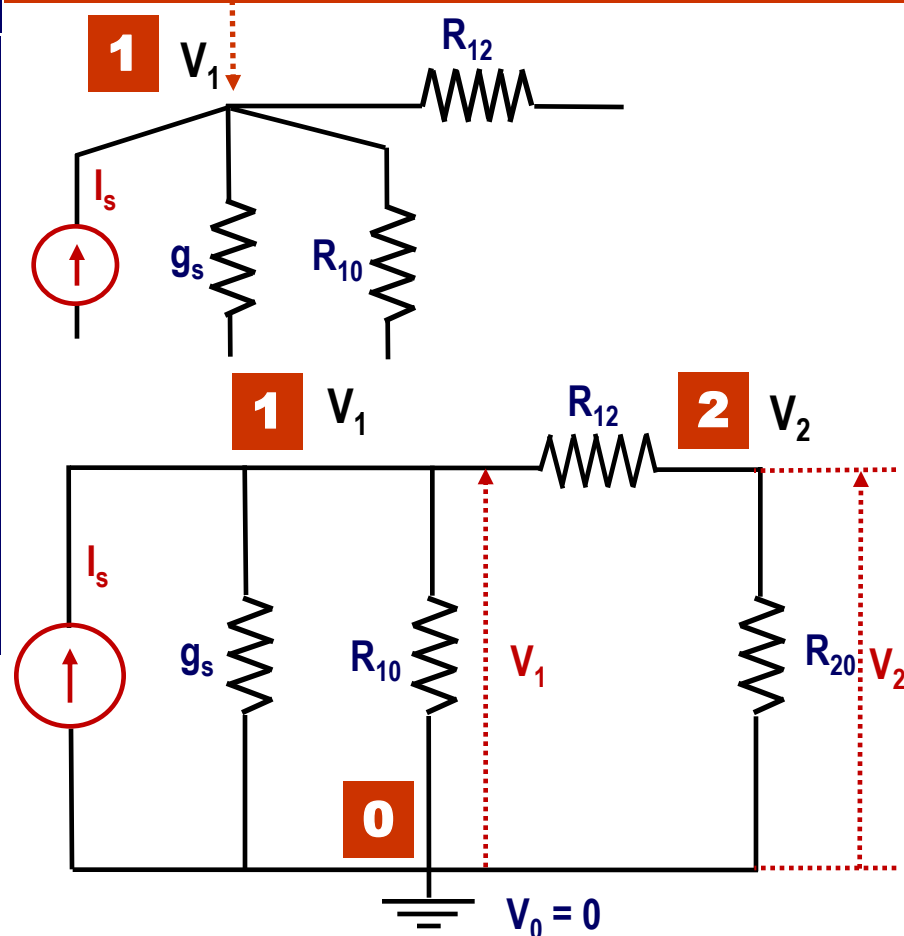 1 V₁ R₁₂
Iₛ
gₛ R₁₀
1 V₁ R₁₂ 2 V₂
Iₛ
gₛ R₁₀ V₁ R₂₀ V₂
0
V₀ = 0